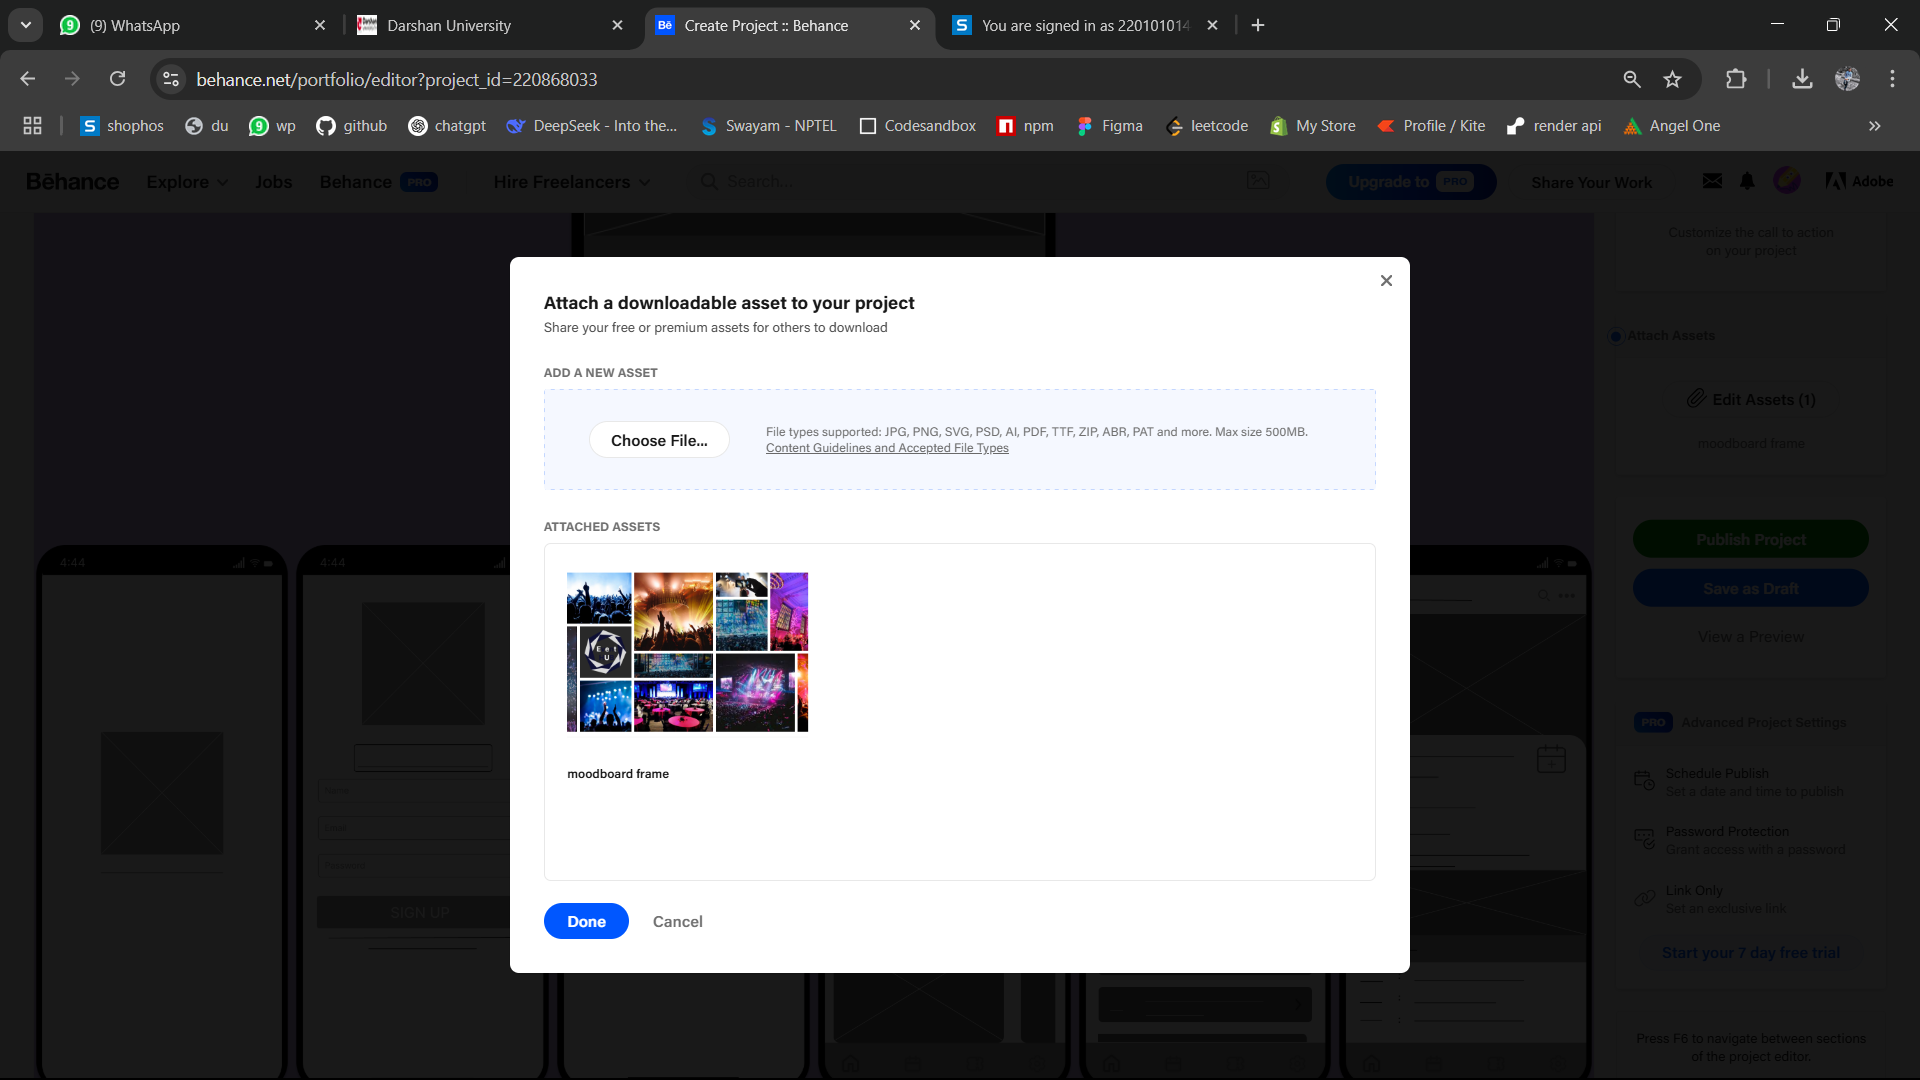 (9) WhatsApp
Darshan University
Create Project :: Behance
You are signed in as 220101014
behance.net/portfolio/editor?project_id=220868033
shophos
du
wp
github
chatgpt
DeepSeek - Into the...
Swayam - NPTEL
Codesandbox
npm
Figma
leetcode
My Store
Profile / Kite
render api
Angel One
Bēhance
Explore
Jobs
Behance PRO
Hire Freelancers
Search...
Upgrade to PRO
Share Your Work
Adobe
Customize the call to action
on your project
Attach a downloadable asset to your project
Share your free or premium assets for others to download
ADD A NEW ASSET
Choose File...
File types supported: JPG, PNG, SVG, PSD, AI, PDF, TTF, ZIP, ABR, PAT and more. Max size 500MB.
Content Guidelines and Accepted File Types
ATTACHED ASSETS
Eet
U
moodboard frame
Done
Cancel
Attach Assets
Edit Assets (1)
moodboard frame
Publish Project
Save as Draft
View a Preview
PRO Advanced Project Settings
Schedule Publish
Set a date and time to publish
Password Protection
Grant access with a password
Link Only
Set an exclusive link
Start your 7 day free trial
Press F6 to navigate between sections
of the project editor.
4:44
4:44
Name
Email
Password
SIGN UP